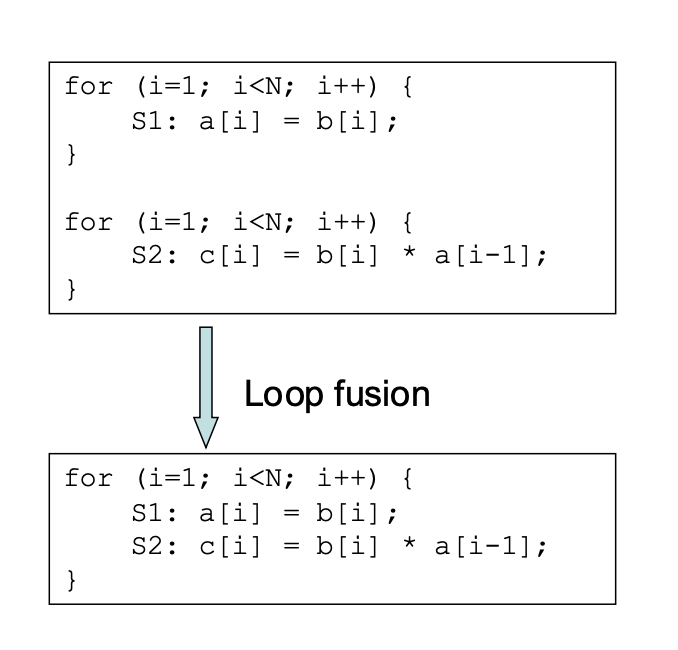 for (i=1; i<N; i++) {
S1: a[i] = b[i];
}
for (i=1; i<N; i++) {
S2: c[i] = b[i] * a[i-1];
}
Loop fusion
for (i=1; i<N; i++) {
S1: a[i] = b[i];
S2: c[i] = b[i] * a[i-1];
}